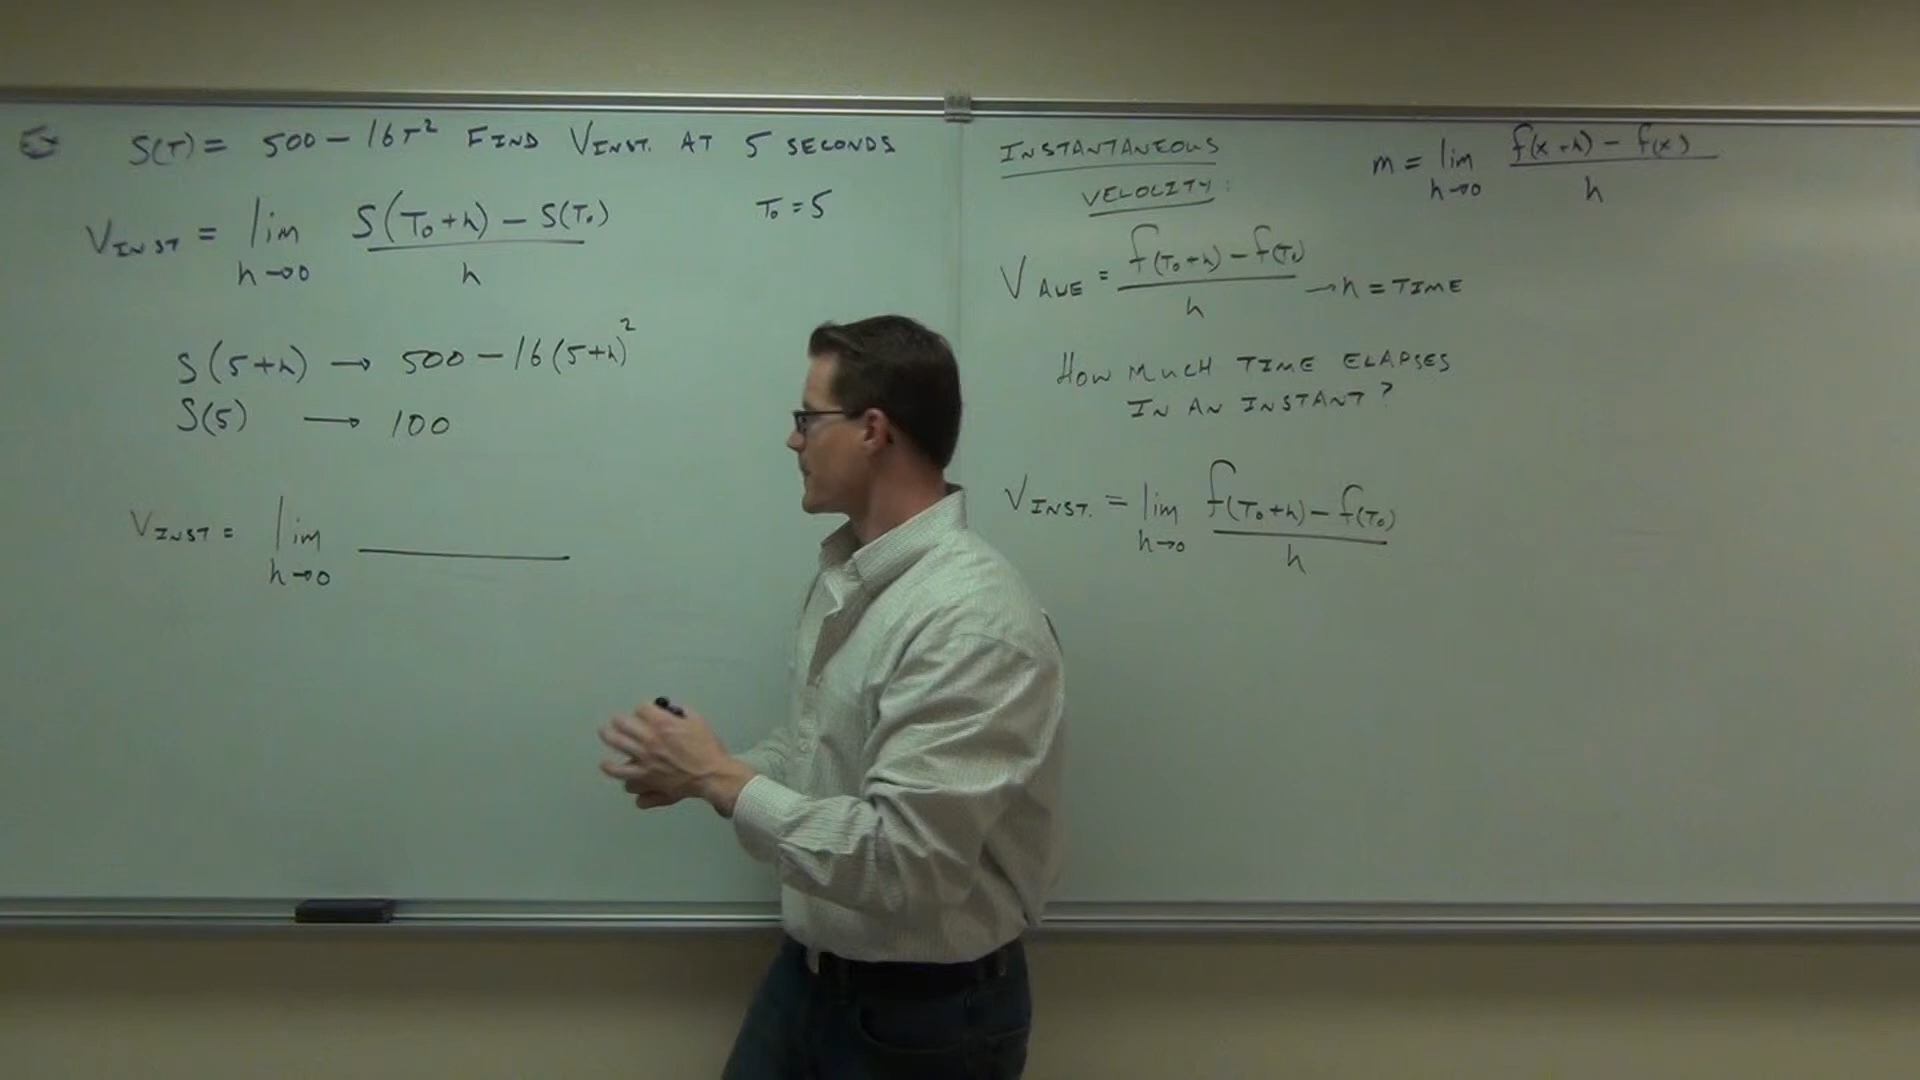 Ex S(T) = 500 - 16T² FIND V INST. AT 5 SECONDS
T₀ = 5
V INST = lim h→0 S(T₀+h) - S(T₀) / h
S(5+h) → 500 - 16(5+h)²
S(5) → 100
V INST = lim h→0
INSTANTANEOUS
VELOCITY:
m = lim h→0 f(x+h) - f(x) / h
V AVE = f(T₀+h) - f(T₀) / h → h = TIME
HOW MUCH TIME ELAPSES
IN AN INSTANT?
V INST. = lim h→0 f(T₀+h) - f(T₀) / h